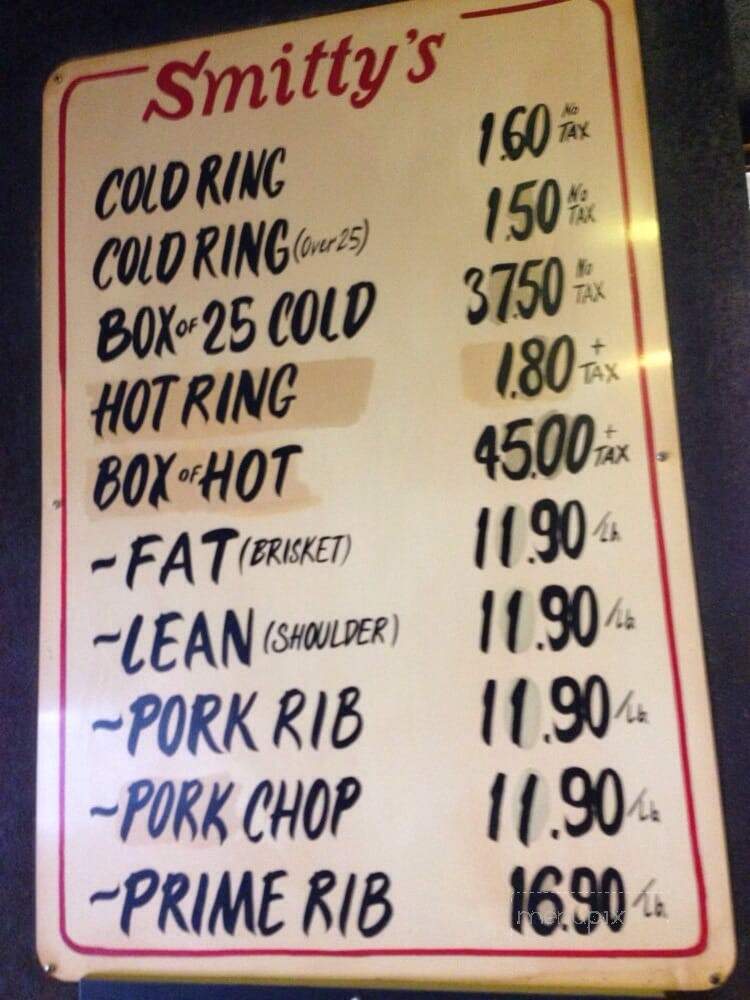 Smitty's
COLD RING 1.60 No TAX
COLD RING (over 25) 1.50 No TAX
BOX OF 25 COLD 37.50 No TAX
HOT RING 1.80 + TAX
BOX OF HOT 45.00 + TAX
~FAT (BRISKET) 11.90 /Lb.
~LEAN (SHOULDER) 11.90 /Lb.
~PORK RIB 11.90 /Lb.
~PORK CHOP 11.90 /Lb.
~PRIME RIB 16.90 /Lb.
menupix